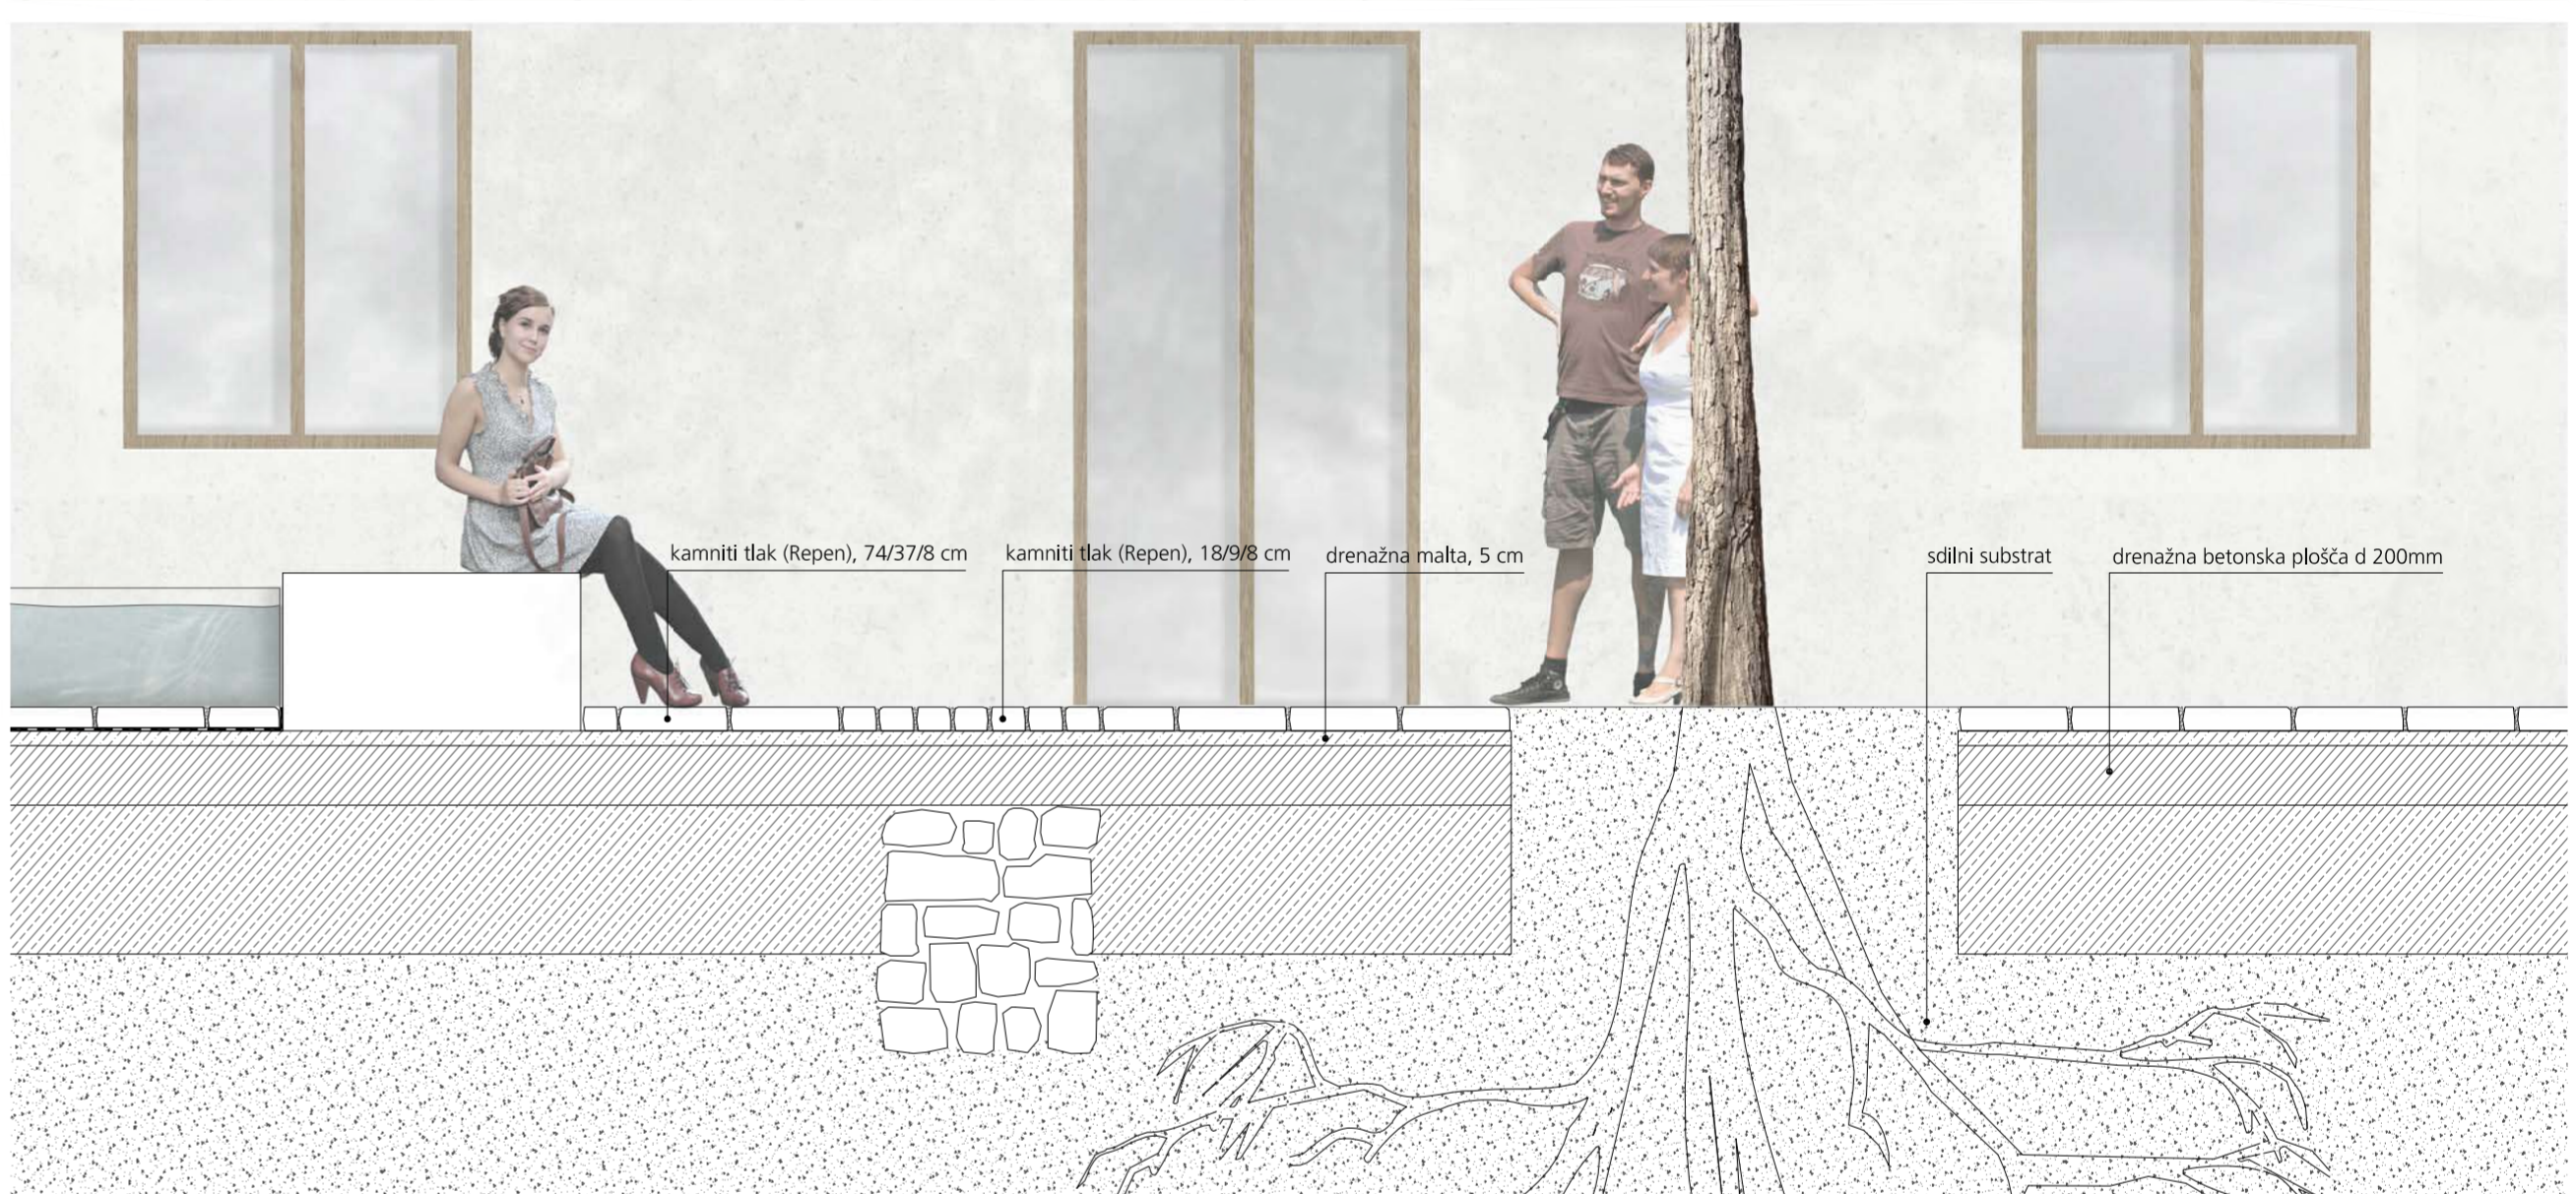 kamniti tlak (Repen), 74/37/8 cm
kamniti tlak (Repen), 18/9/8 cm
drenažna malta, 5 cm
sdilni substrat
drenažna betonska plošča d 200mm